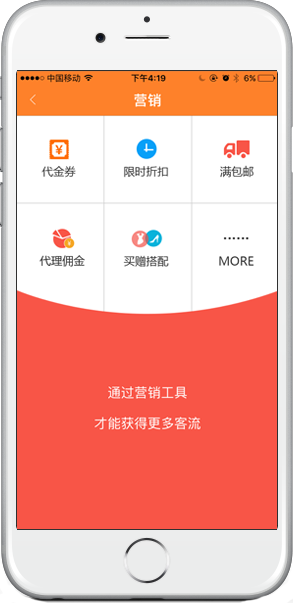 中国移动 下午4:19 6%
营销
代金券 限时折扣 满包邮
代理佣金 买赠搭配 MORE
通过营销工具
才能获得更多客流